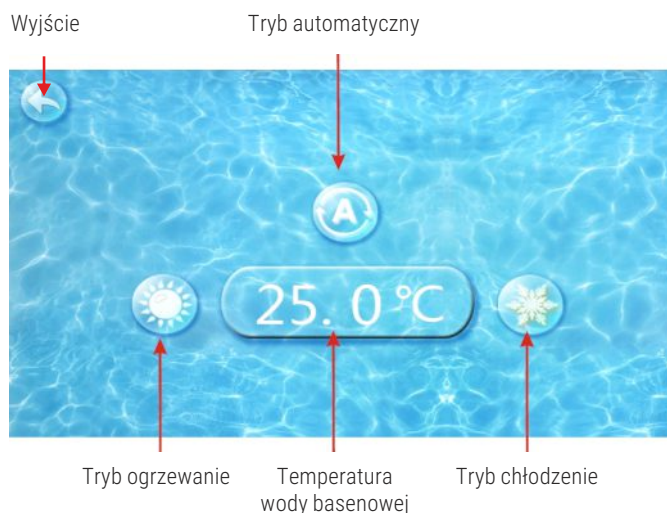 Wyjście
Tryb automatyczny
A
25. 0 °C
Tryb ogrzewanie
Temperatura
wody basenowej
Tryb chłodzenie